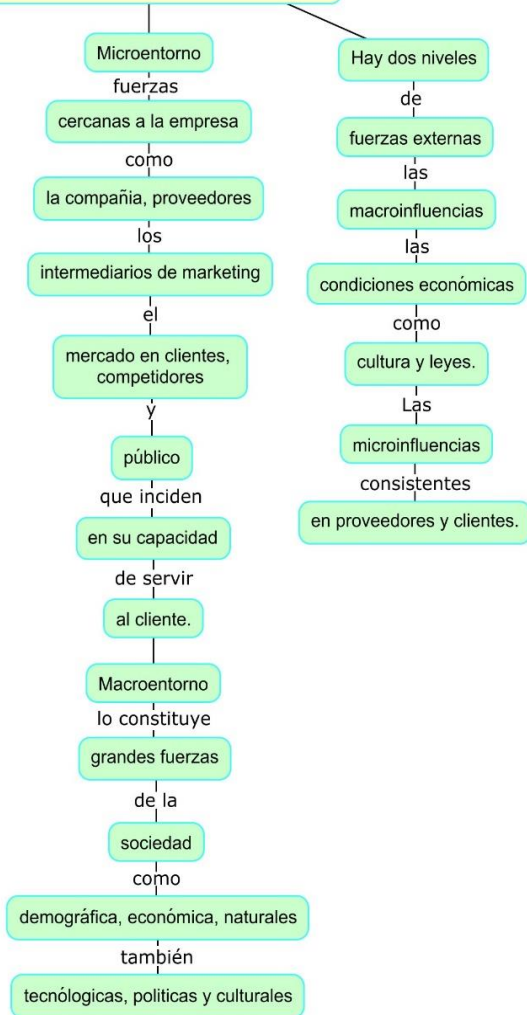 Microentorno
fuerzas
cercanas a la empresa
como
la compañia, proveedores
los
intermediarios de marketing
el
mercado en clientes,
competidores
y
público
que inciden
en su capacidad
de servir
al cliente.
Macroentorno
lo constituye
grandes fuerzas
de la
sociedad
como
demográfica, económica, naturales
también
tecnólogicas, politicas y culturales
Hay dos niveles
de
fuerzas externas
las
macroinfluencias
las
condiciones económicas
como
cultura y leyes.
Las
microinfluencias
consistentes
en proveedores y clientes.